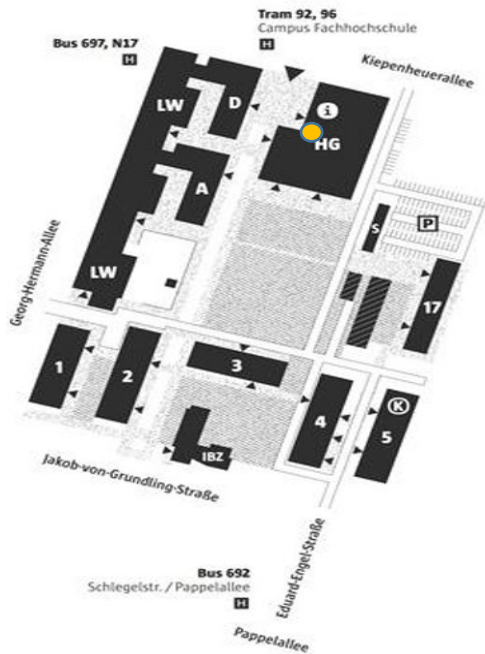 Tram 92, 96
Campus Fachhochschule
H
Bus 697, N17
H
Kiepenheuerallee
LW
D
i
HG
A
S
P
LW
17
Georg-Hermann-Allee
1
2
3
4
K
5
IBZ
Jakob-von-Grundling-Straße
Eduard-Engel-Straße
Bus 692
Schlegelstr. / Pappelallee
H
Pappelallee